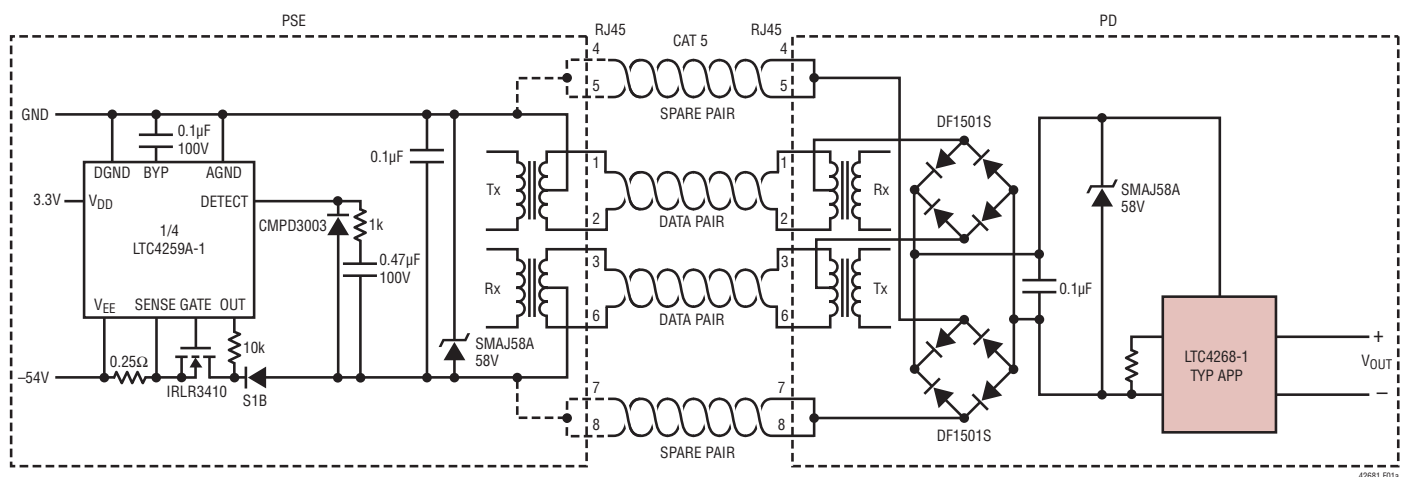 PSE
RJ45
CAT 5
RJ45
PD
4
5
4
5
SPARE PAIR
GND
0.1µF
100V
DGND BYP AGND
3.3V
VDD
DETECT
1/4
LTC4259A-1
VEE SENSE GATE OUT
CMPD3003
1k
0.47µF
100V
0.1µF
Tx
1
2
DATA PAIR
1
2
Rx
Rx
3
6
DATA PAIR
3
6
Tx
SMAJ58A
58V
–54V
0.25Ω
IRLR3410
10k
S1B
7
8
SPARE PAIR
7
8
DF1501S
DF1501S
0.1µF
SMAJ58A
58V
LTC4268-1
TYP APP
+
VOUT
–
42681 F01a